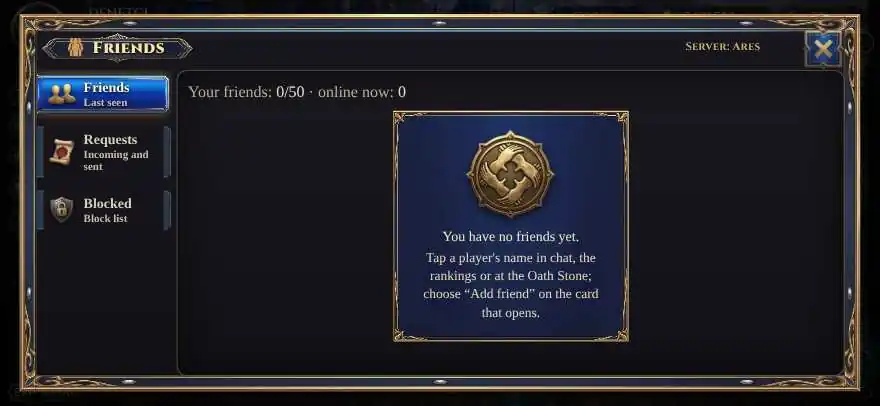 FRIENDS
SERVER: ARES
Friends
Last seen
Requests
Incoming and
sent
Blocked
Block list
Your friends: 0/50 · online now: 0
You have no friends yet.
Tap a player's name in chat, the
rankings or at the Oath Stone;
choose “Add friend” on the card
that opens.